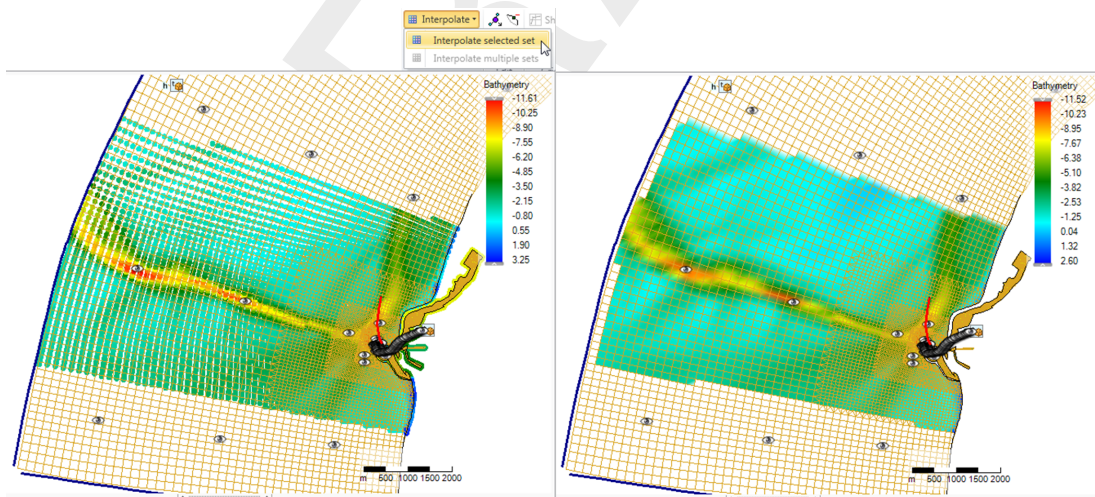 Interpolate
Sh
Interpolate selected set
Interpolate multiple sets
Bathymetry
-11.61
-10.25
-8.90
-7.55
-6.20
-4.85
-3.50
-2.15
-0.80
0.55
1.90
3.25
h
m 500 1000 1500 2000
Bathymetry
-11.52
-10.23
-8.95
-7.67
-6.38
-5.10
-3.82
-2.53
-1.25
0.04
1.32
2.60
h
m 500 1000 1500 2000